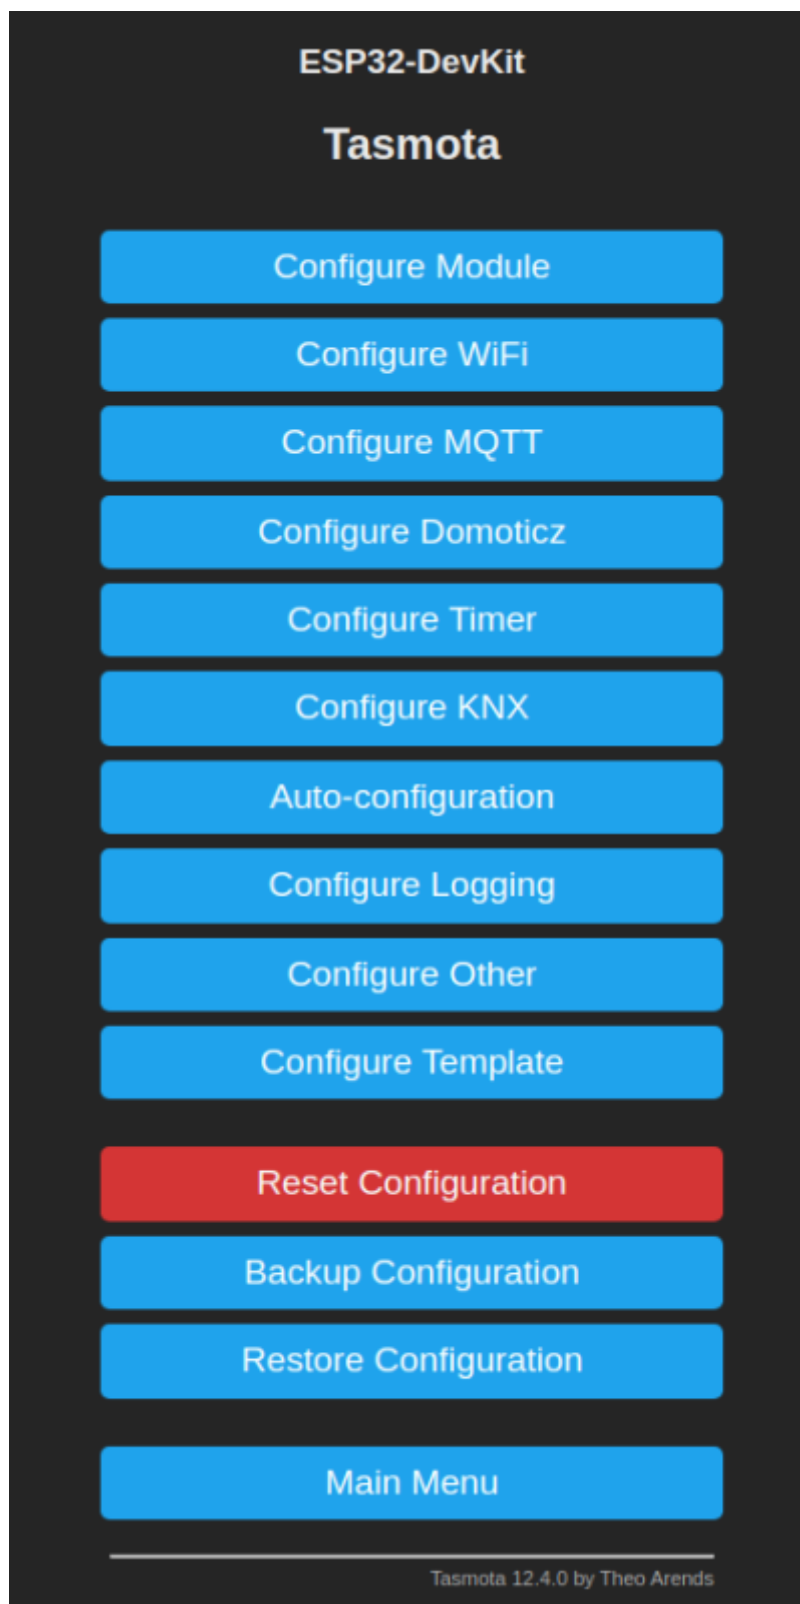 ESP32-DevKit
Tasmota
Configure Module
Configure WiFi
Configure MQTT
Configure Domoticz
Configure Timer
Configure KNX
Auto-configuration
Configure Logging
Configure Other
Configure Template
Reset Configuration
Backup Configuration
Restore Configuration
Main Menu
Tasmota 12.4.0 by Theo Arends